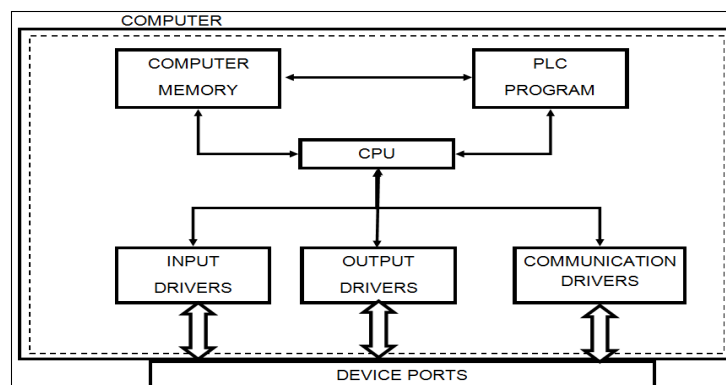 COMPUTER
COMPUTER
MEMORY
PLC
PROGRAM
CPU
INPUT
DRIVERS
OUTPUT
DRIVERS
COMMUNICATION
DRIVERS
DEVICE PORTS